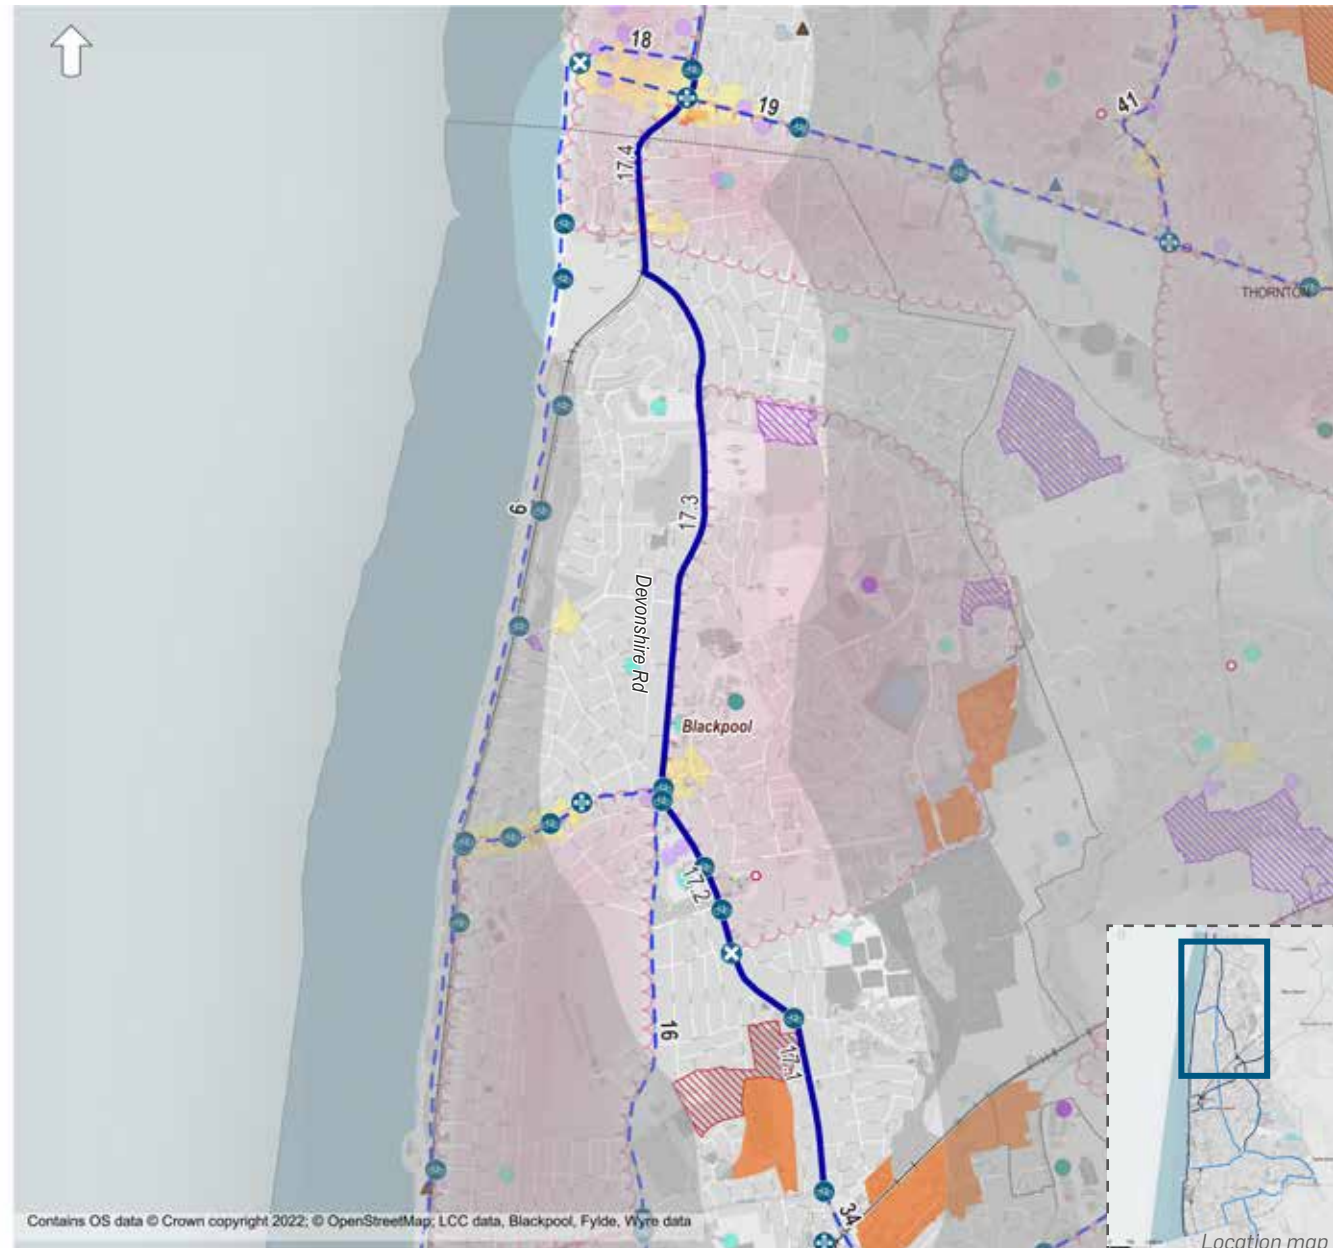 18
19
41
17.4
THORNTON
9
17.3
Devonshire Rd
Blackpool
17.2
16
17.1
34
Contains OS data © Crown copyright 2022; © OpenStreetMap; LCC data, Blackpool, Fylde, Wyre data
Location map